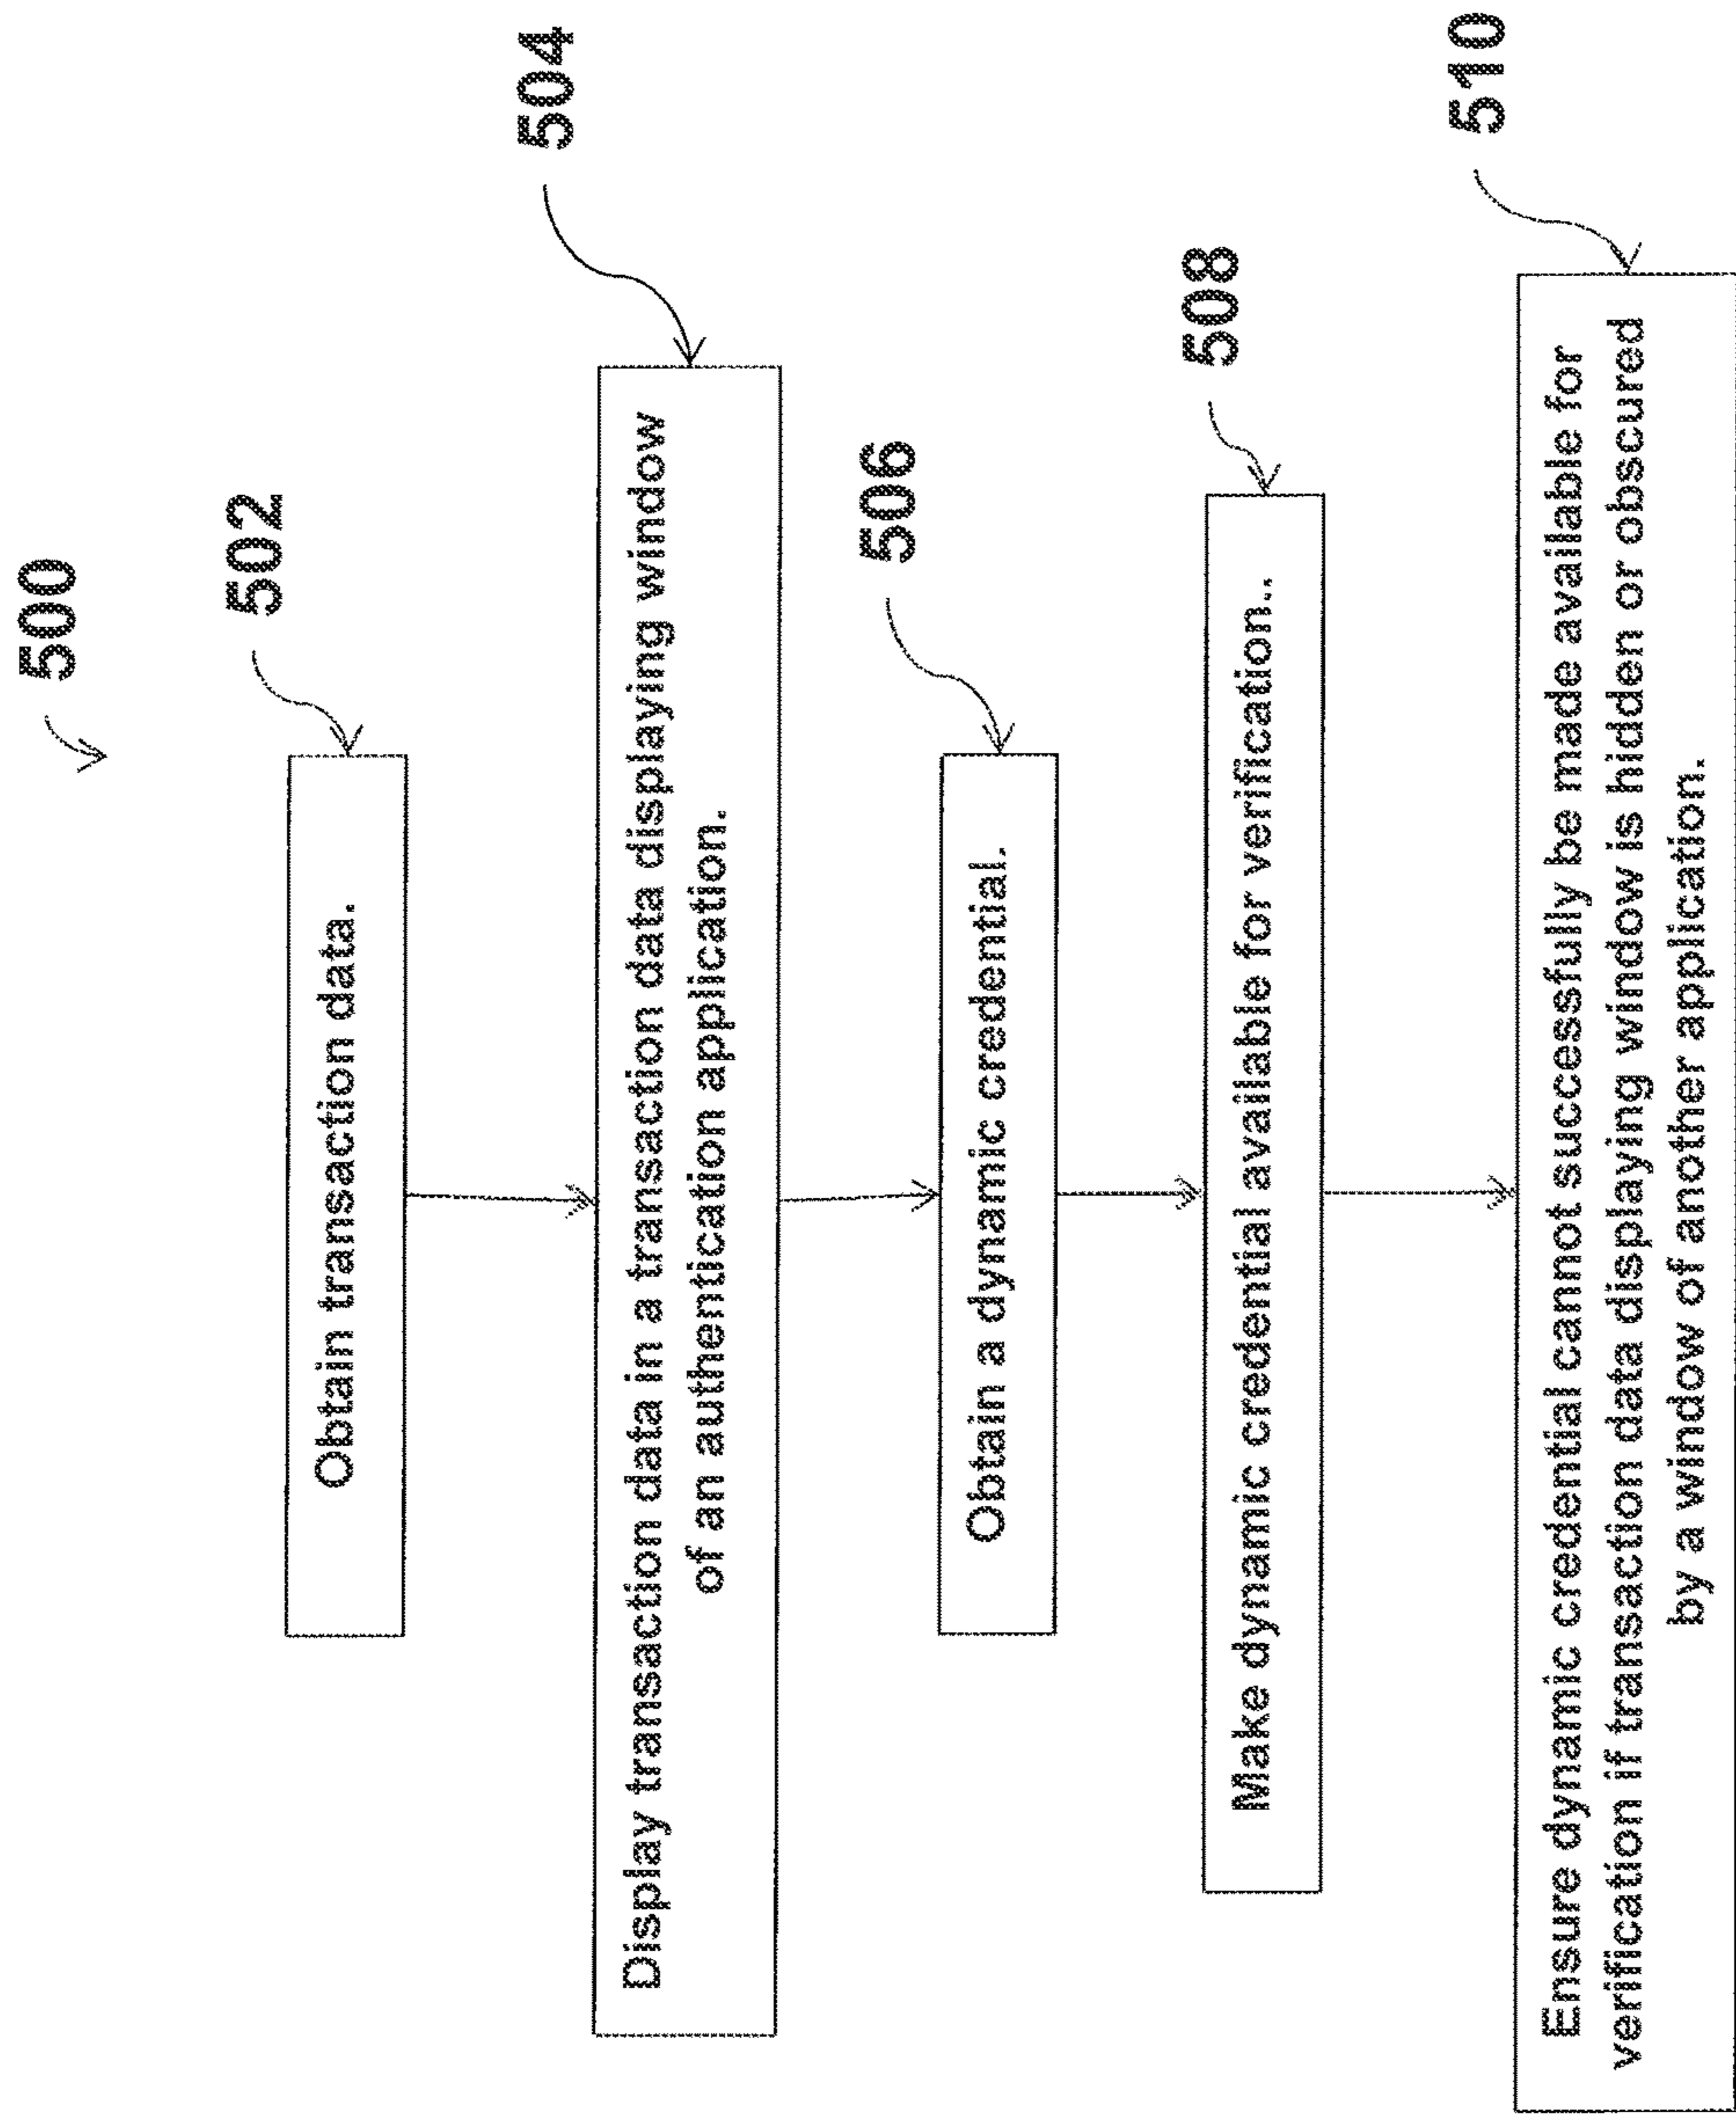 500
502
Obtain transaction data.
504
Display transaction data in a transaction data displaying window
of an authentication application.
506
Obtain a dynamic credential.
508
Make dynamic credential available for verification..
510
Ensure dynamic credential cannot successfully be made available for
verification if transaction data displaying window is hidden or obscured
by a window of another application.